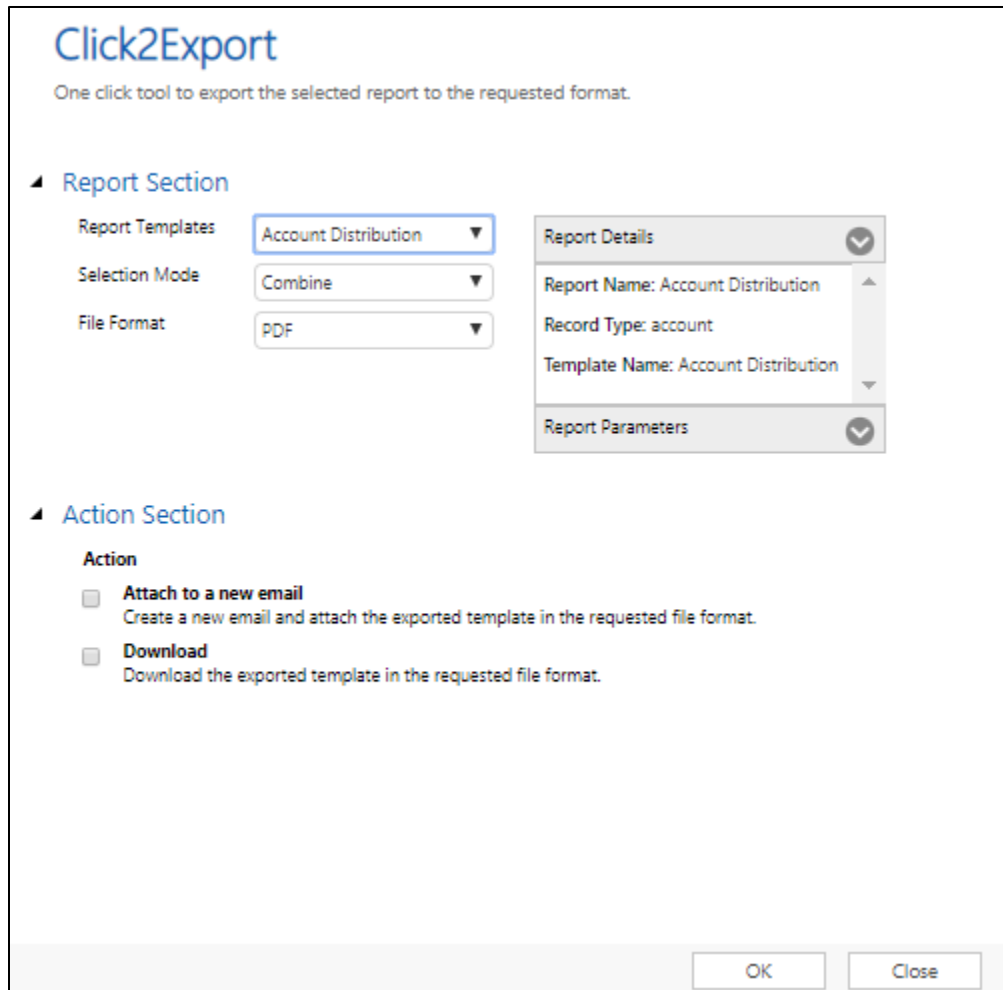 Click2Export
One click tool to export the selected report to the requested format.
Report Section
Report Templates
Account Distribution
Selection Mode
Combine
File Format
PDF
Report Details
Report Name: Account Distribution
Record Type: account
Template Name: Account Distribution
Report Parameters
Action Section
Action
Attach to a new email
Create a new email and attach the exported template in the requested file format.
Download
Download the exported template in the requested file format.
OK
Close